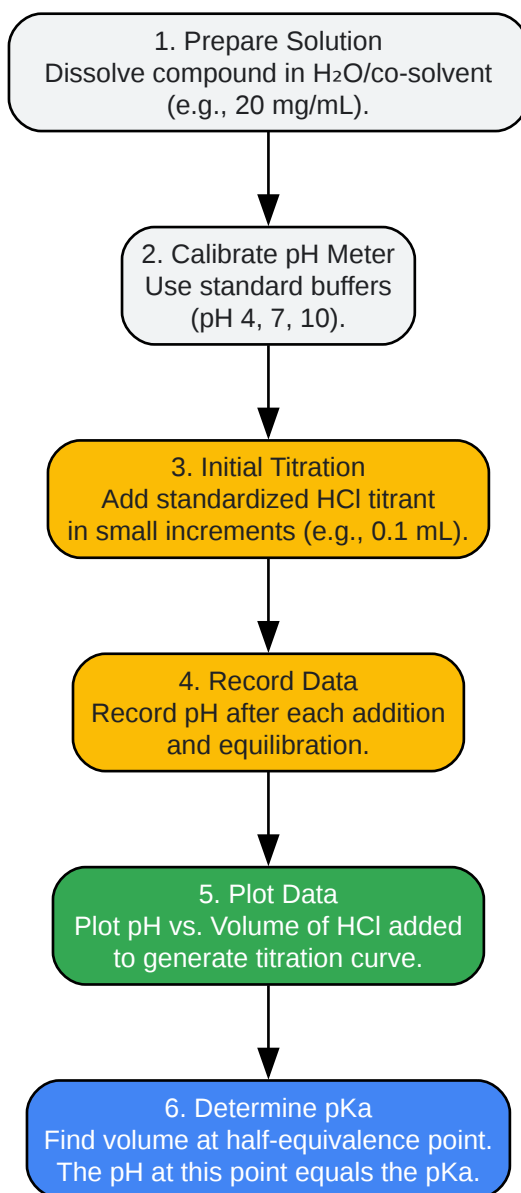 1. Prepare Solution
Dissolve compound in H₂O/co-solvent
(e.g., 20 mg/mL).
2. Calibrate pH Meter
Use standard buffers
(pH 4, 7, 10).
3. Initial Titration
Add standardized HCl titrant
in small increments (e.g., 0.1 mL).
4. Record Data
Record pH after each addition
and equilibration.
5. Plot Data
Plot pH vs. Volume of HCl added
to generate titration curve.
6. Determine pKa
Find volume at half-equivalence point.
The pH at this point equals the pKa.